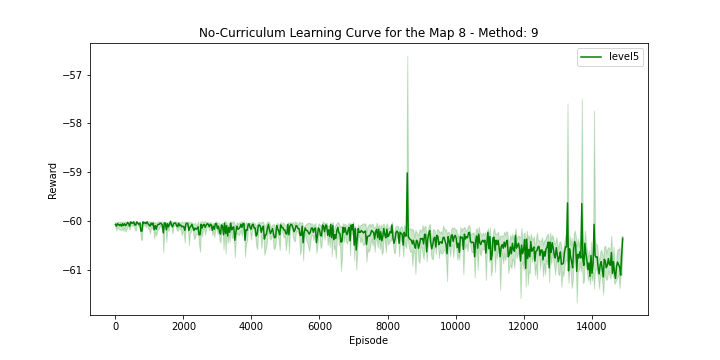 No-Curriculum Learning Curve for the Map 8 - Method: 9
level5
Reward
−57
−58
−59
−60
−61
0 2000 4000 6000 8000 10000 12000 14000
Episode